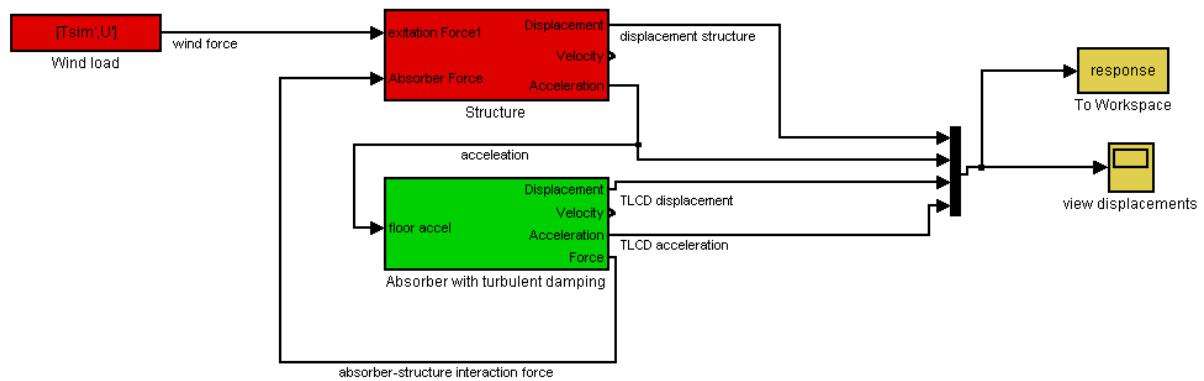 [Tsim',U']
Wind load
wind force
exitation Force1
Absorber Force
Displacement
Velocity
Acceleration
Structure
displacement structure
acceleation
floor accel
Displacement
Velocity
Acceleration
Force
Absorber with turbulent damping
TLCD displacement
TLCD acceleration
absorber-structure interaction force
response
To Workspace
view displacements